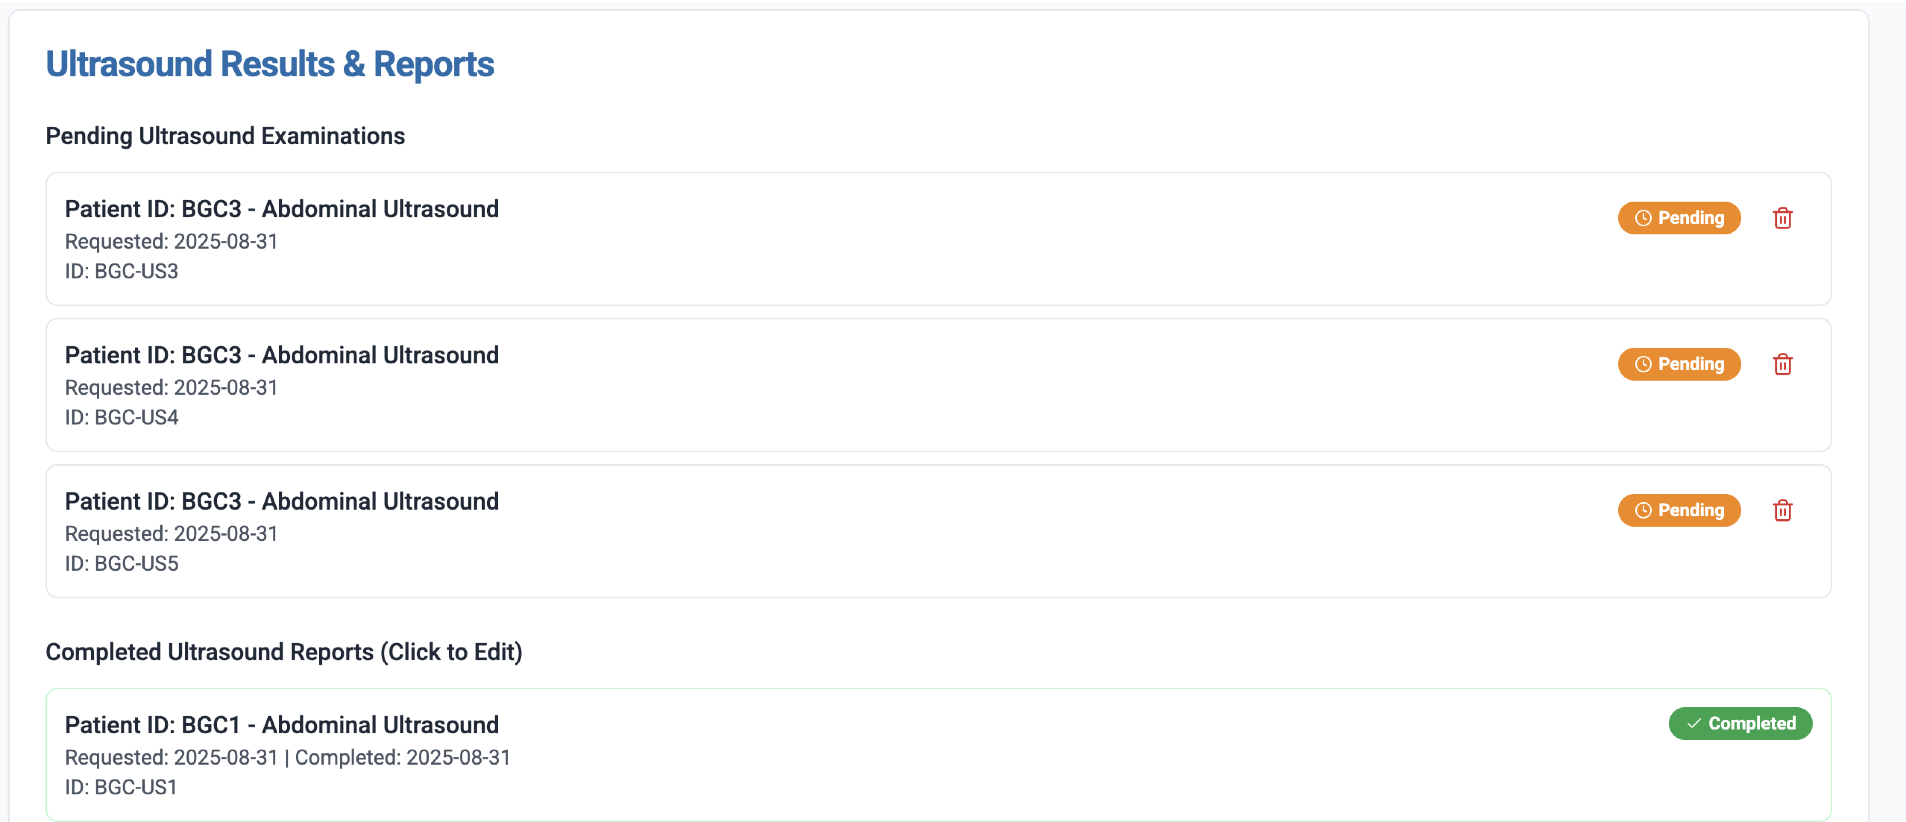 Ultrasound Results & Reports
Pending Ultrasound Examinations
Patient ID: BGC3 - Abdominal Ultrasound
Pending
Requested: 2025-08-31
ID: BGC-US3
Patient ID: BGC3 - Abdominal Ultrasound
Pending
Requested: 2025-08-31
ID: BGC-US4
Patient ID: BGC3 - Abdominal Ultrasound
Pending
Requested: 2025-08-31
ID: BGC-US5
Completed Ultrasound Reports (Click to Edit)
Patient ID: BGC1 - Abdominal Ultrasound
Completed
Requested: 2025-08-31 | Completed: 2025-08-31
ID: BGC-US1